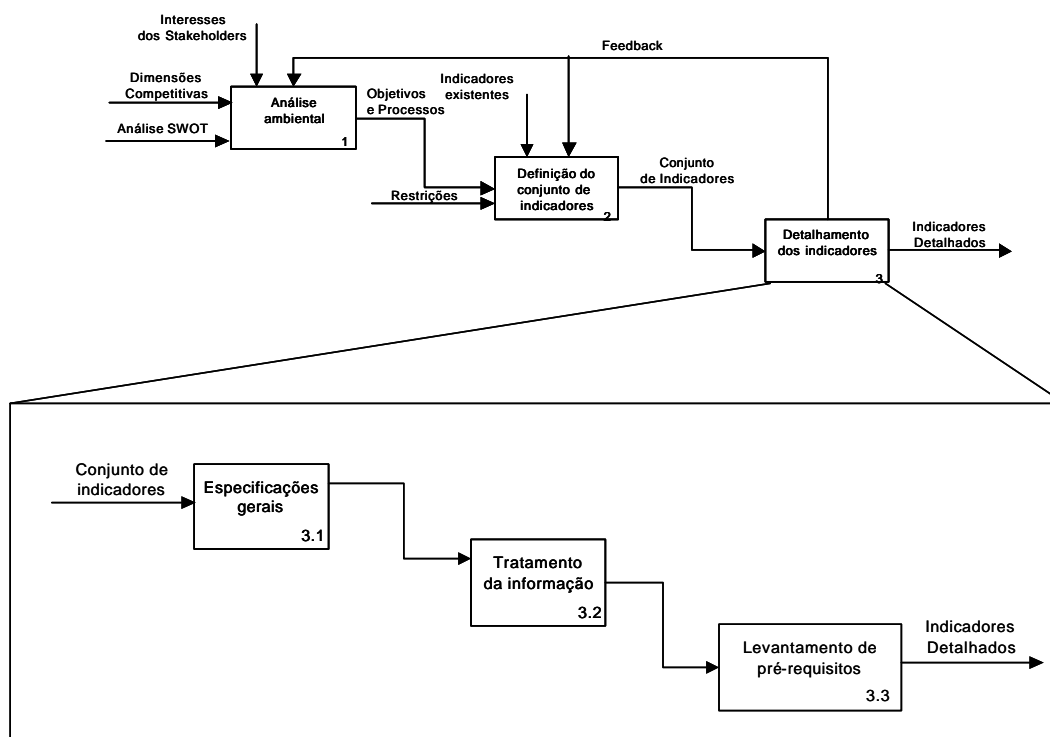 Interesses
dos Stakeholders
Feedback
Dimensões
Competitivas
Análise SWOT
Análise
ambiental
1
Objetivos
e Processos
Indicadores
existentes
Restrições
Definição do
conjunto de
indicadores
2
Conjunto
de Indicadores
Detalhamento
dos indicadores
3
Indicadores
Detalhados
Conjunto de
indicadores
Especificações
gerais
3.1
Tratamento
da informação
3.2
Levantamento de
pré-requisitos
3.3
Indicadores
Detalhados